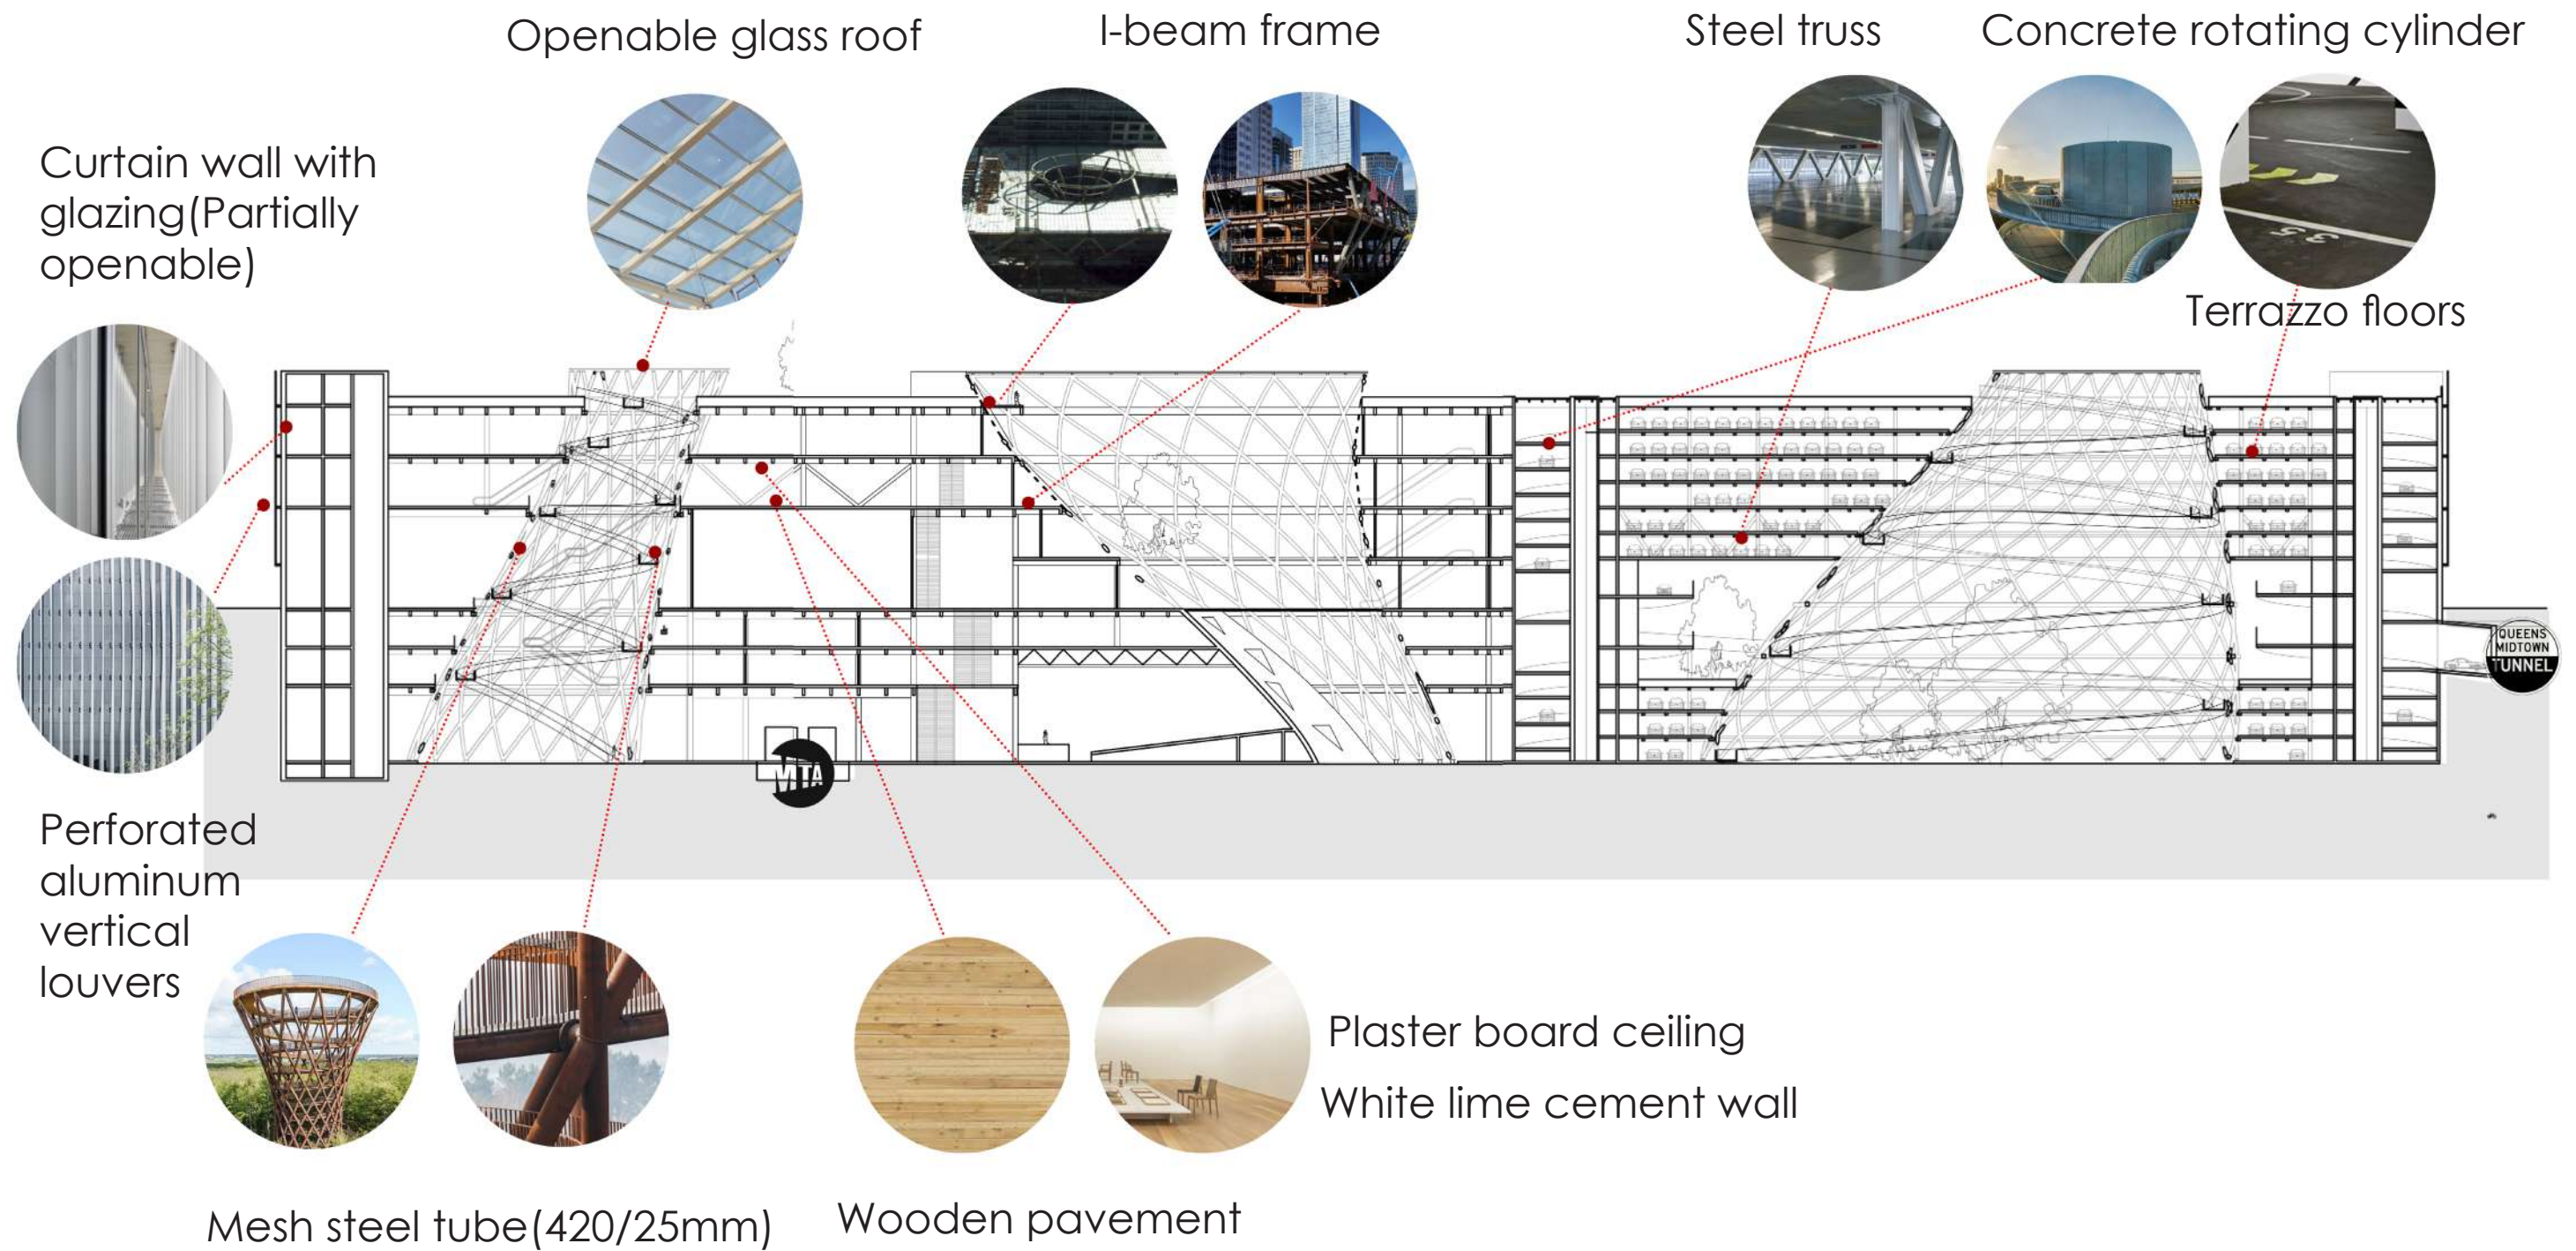 Openable glass roof
I-beam frame
Steel truss
Concrete rotating cylinder
Curtain wall with
glazing(Partially
openable)
35
Terrazzo floors
QUEENS
MIDTOWN
TUNNEL
MTA
Perforated
aluminum
vertical
louvers
Plaster board ceiling
White lime cement wall
Mesh steel tube(420/25mm)
Wooden pavement